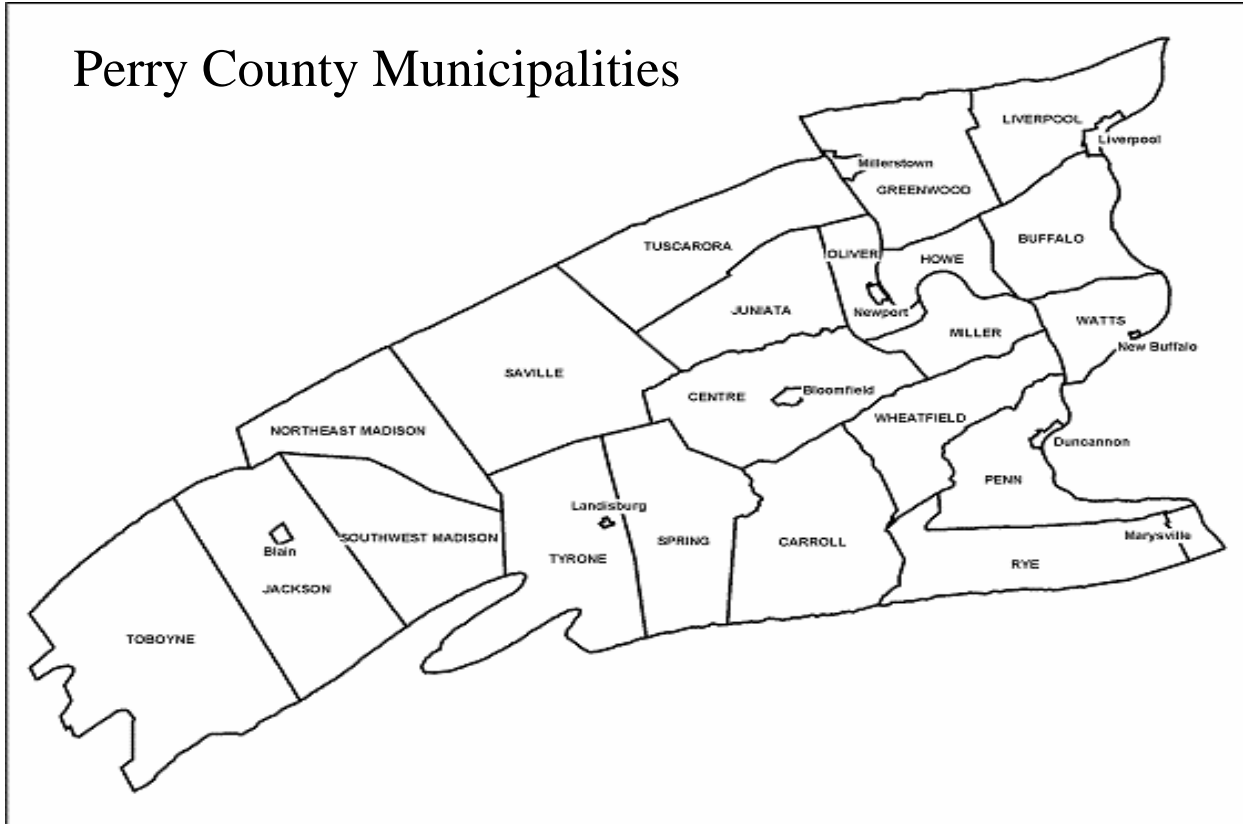 Perry County Municipalities
LIVERPOOL
Liverpool
Millerstown
GREENWOOD
TUSCARORA
OLIVER
HOWE
BUFFALO
JUNIATA
Newport
MILLER
WATTS
New Buffalo
SAVILLE
CENTRE
Bloomfield
WHEATFIELD
NORTHEAST MADISON
Duncannon
PENN
Landisburg
SOUTHWEST MADISON
Blain
TYRONE
SPRING
CARROLL
Marysville
RYE
JACKSON
TOBOYNE